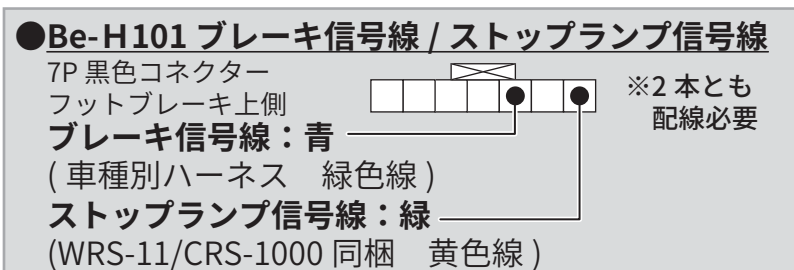 ●Be-H101 ブレーキ信号線 / ストップランプ信号線
7P 黒色コネクター
フットブレーキ上側
ブレーキ信号線：青
( 車種別ハーネス　緑色線 )
ストップランプ信号線：緑
(WRS-11/CRS-1000 同梱　黄色線 )
※2 本とも
配線必要